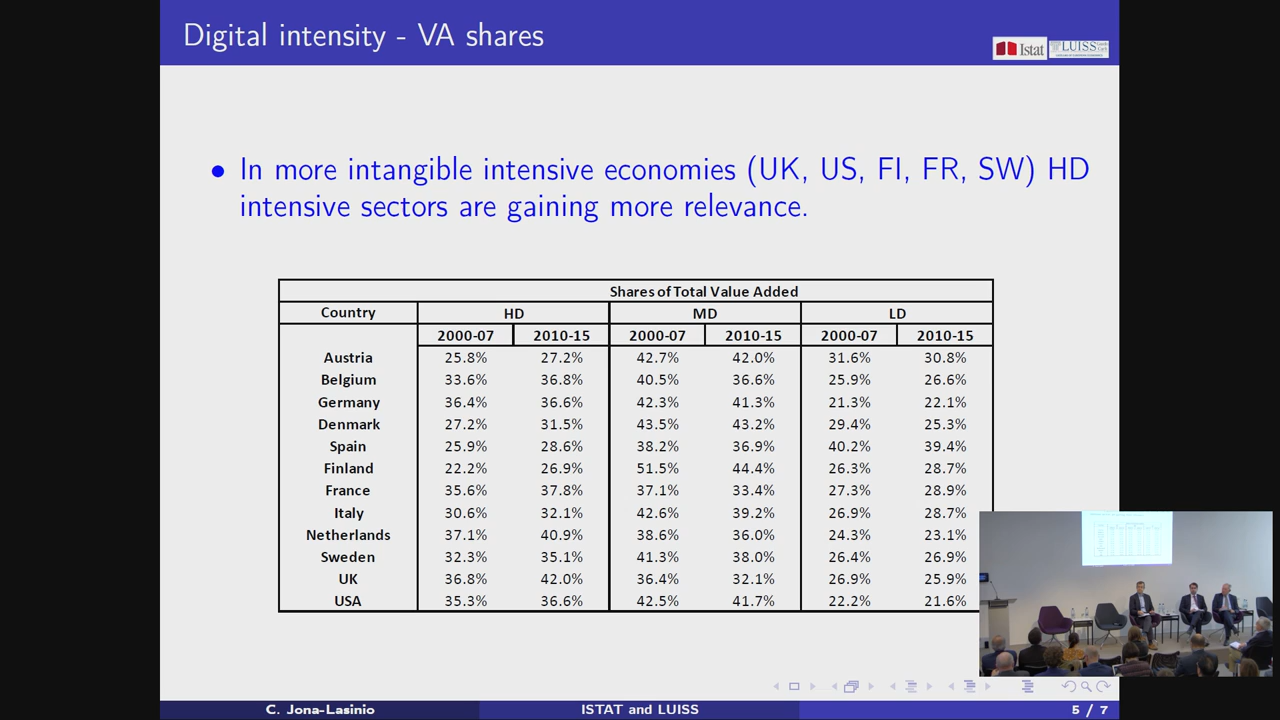 Digital intensity - VA shares
Istat LUISS
• In more intangible intensive economies (UK, US, FI, FR, SW) HD
intensive sectors are gaining more relevance.
Shares of Total Value Added
Country HD MD LD
2000-07 2010-15 2000-07 2010-15 2000-07 2010-15
Austria 25.8% 27.2% 42.7% 42.0% 31.6% 30.8%
Belgium 33.6% 36.8% 40.5% 36.6% 25.9% 26.6%
Germany 36.4% 36.6% 42.3% 41.3% 21.3% 22.1%
Denmark 27.2% 31.5% 43.5% 43.2% 29.4% 25.3%
Spain 25.9% 28.6% 38.2% 36.9% 40.2% 39.4%
Finland 22.2% 26.9% 51.5% 44.4% 26.3% 28.7%
France 35.6% 37.8% 37.1% 33.4% 27.3% 28.9%
Italy 30.6% 32.1% 42.6% 39.2% 26.9% 28.7%
Netherlands 37.1% 40.9% 38.6% 36.0% 24.3% 23.1%
Sweden 32.3% 35.1% 41.3% 38.0% 26.4% 26.9%
UK 36.8% 42.0% 36.4% 32.1% 26.9% 25.9%
USA 35.3% 36.6% 42.5% 41.7% 22.2% 21.6%
C. Jona-Lasinio ISTAT and LUISS 5 / 7